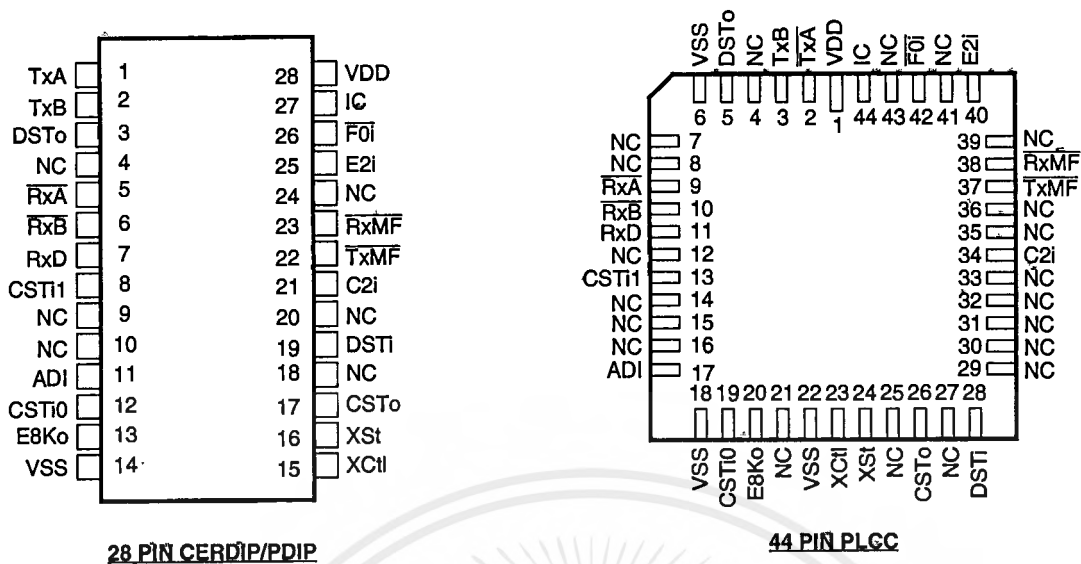 TxA 1 28 VDD
TxB 2 27 IC
DSTo 3 26 F0i
NC 4 25 E2i
RxA 5 24 NC
RxB 6 23 RxMF
RxD 7 22 TxMF
CSTi1 8 21 C2i
NC 9 20 NC
NC 10 19 DSTi
ADI 11 18 NC
CSTi0 12 17 CSTo
E8Ko 13 16 XSt
VSS 14 15 XCtl
28 PIN CERDIP/PDIP
VSS DSTo NC TxB TxA VDD IC NC F0i NC E2i
6 5 4 3 2 1 44 43 42 41 40
NC 7 39 NC
NC 8 38 RxMF
RxA 9 37 TxMF
RxB 10 36 NC
RxD 11 35 NC
NC 12 34 C2i
CSTi1 13 33 NC
NC 14 32 NC
NC 15 31 NC
NC 16 30 NC
ADI 17 29 NC
18 19 20 21 22 23 24 25 26 27 28
VSS CSTi0 E8Ko NC VSS XCtl XSt NC CSTo NC DSTi
44 PIN PLCC